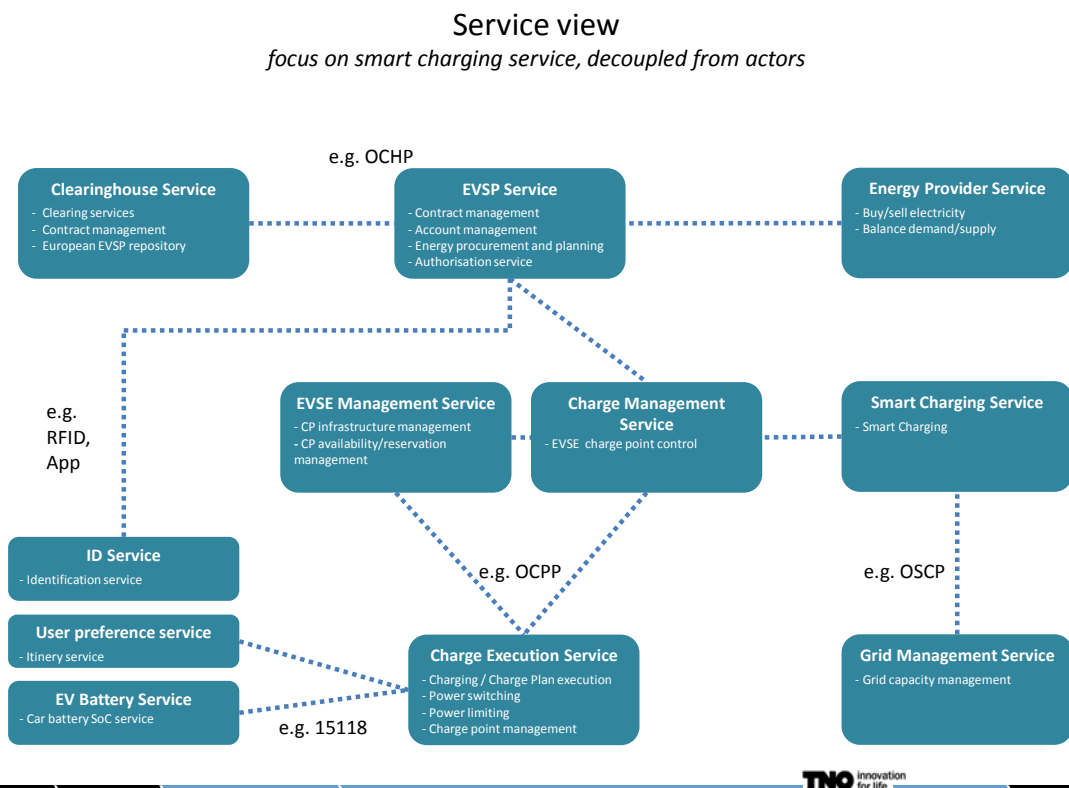 Service view
focus on smart charging service, decoupled from actors
e.g. OCHP
Clearinghouse Service
- Clearing services
- Contract management
- European EVSP repository
EVSP Service
- Contract management
- Account management
- Energy procurement and planning
- Authorisation service
Energy Provider Service
- Buy/sell electricity
- Balance demand/supply
e.g.
RFID,
App
EVSE Management Service
- CP infrastructure management
- CP availability/reservation
management
Charge Management
Service
- EVSE charge point control
Smart Charging Service
- Smart Charging
ID Service
- Identification service
e.g. OCPP
e.g. OSCP
User preference service
- Itinery service
EV Battery Service
- Car battery SoC service
e.g. 15118
Charge Execution Service
- Charging / Charge Plan execution
- Power switching
- Power limiting
- Charge point management
Grid Management Service
- Grid capacity management
TNO innovation
for life